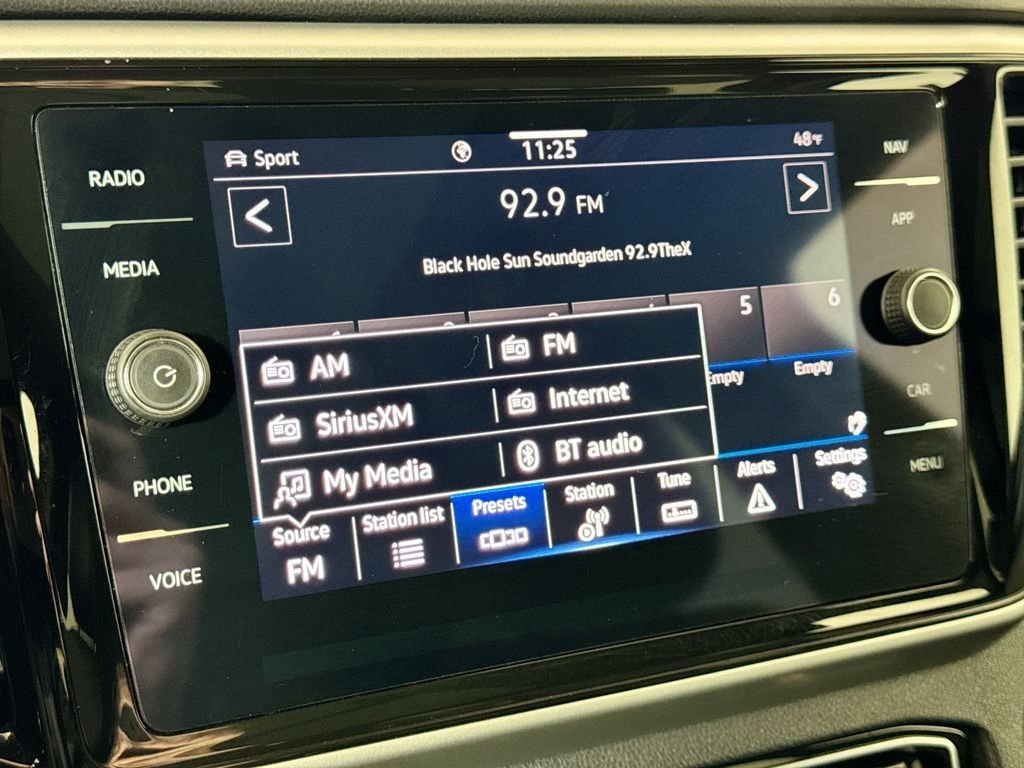 RADIO
MEDIA
PHONE
VOICE
Sport
11:25
48°F
92.9 FM
Black Hole Sun Soundgarden 92.9TheX
5
6
Empty
AM
FM
SiriusXM
Internet
My Media
BT audio
Source
FM
Station list
Presets
Station
Tune
Alerts
Settings
NAV
APP
CAR
MENU